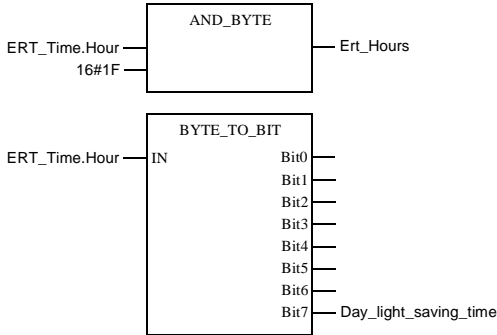 AND_BYTE
ERT_Time.Hour
Ert_Hours
16#1F
BYTE_TO_BIT
ERT_Time.Hour IN Bit0
Bit1
Bit2
Bit3
Bit4
Bit5
Bit6
Bit7 Day_light_saving_time